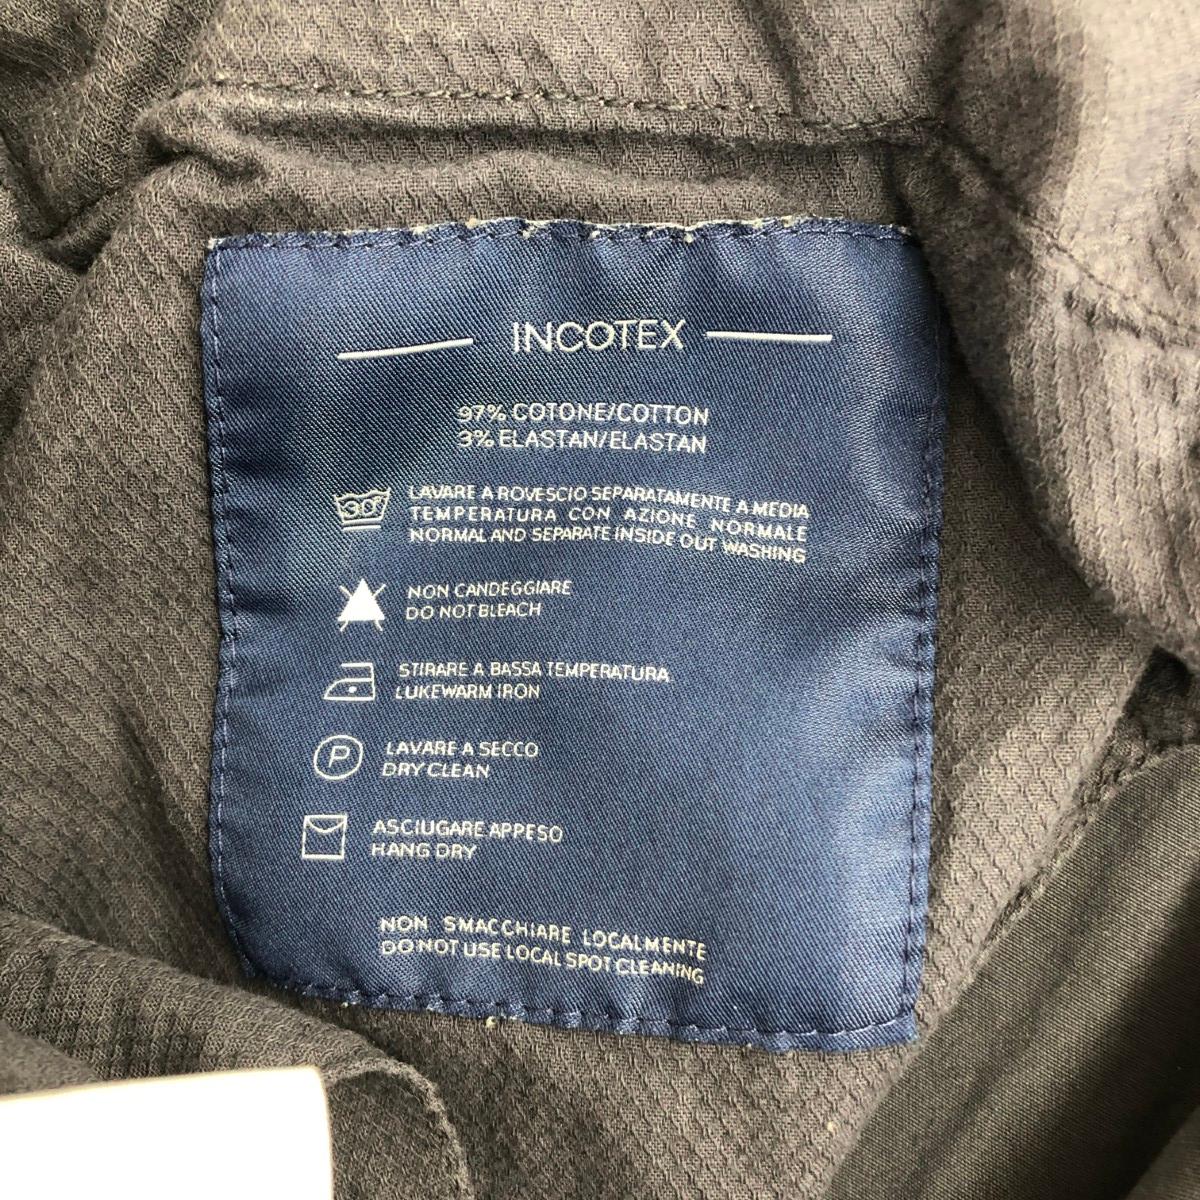 INCOTEX
97% COTONE/COTTON
3% ELASTAN/ELASTAN
30°
LAVARE A ROVESCIO SEPARATAMENTE A MEDIA
TEMPERATURA CON AZIONE NORMALE
NORMAL AND SEPARATE INSIDE OUT WASHING
NON CANDEGGIARE
DO NOT BLEACH
STIRARE A BASSA TEMPERATURA
LUKEWARM IRON
P
LAVARE A SECCO
DRY CLEAN
ASCIUGARE APPESO
HANG DRY
NON SMACCHIARE LOCALMENTE
DO NOT USE LOCAL SPOT CLEANING